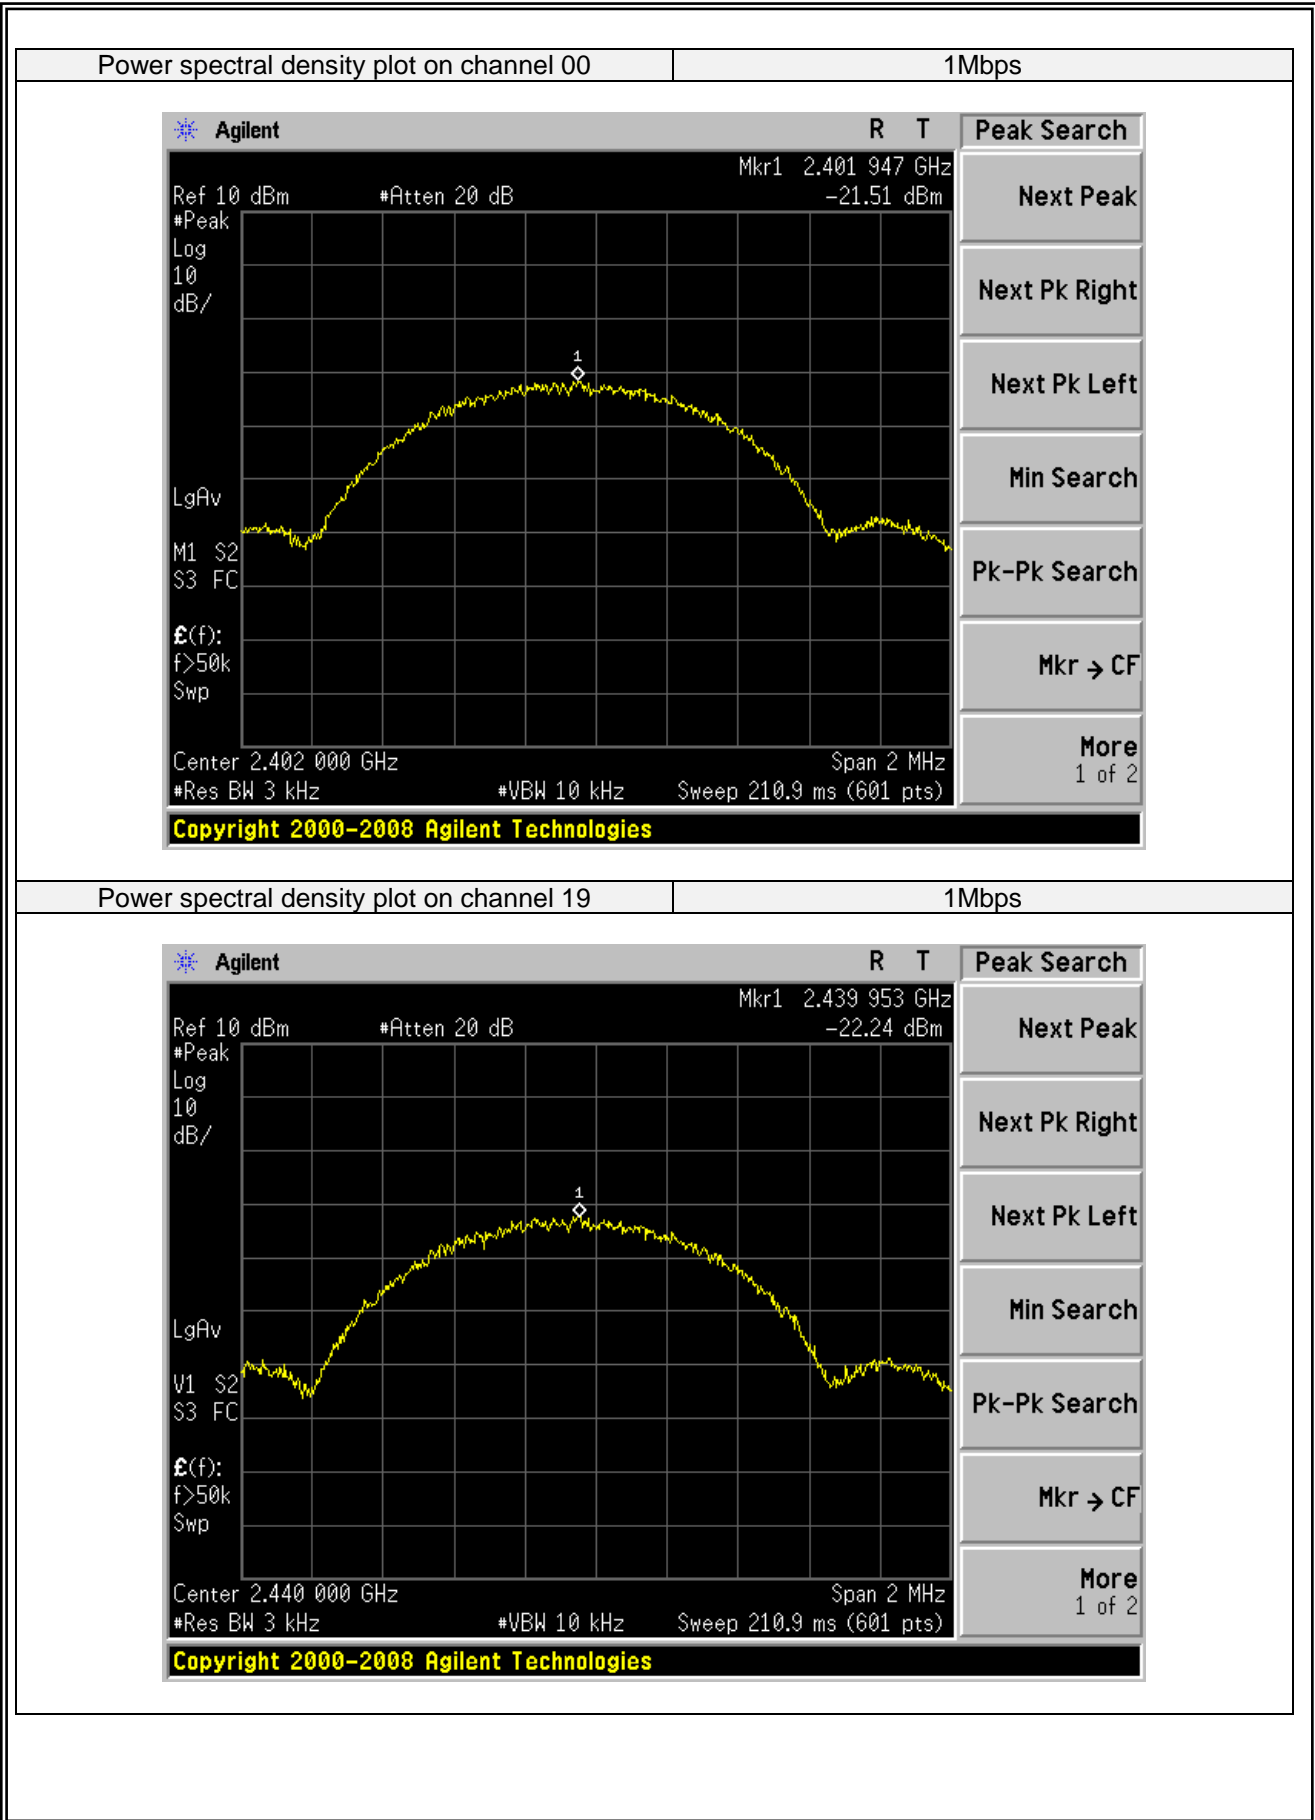 Power spectral density plot on channel 00 1Mbps
Agilent R T Peak Search
Mkr1 2.401 947 GHz
Ref 10 dBm #Atten 20 dB -21.51 dBm
#Peak
Log
10
dB/
1
LgAv
M1 S2
S3 FC
£(f):
f>50k
Swp
Center 2.402 000 GHz Span 2 MHz
#Res BW 3 kHz #VBW 10 kHz Sweep 210.9 ms (601 pts)
Copyright 2000-2008 Agilent Technologies
Next Peak
Next Pk Right
Next Pk Left
Min Search
Pk-Pk Search
Mkr → CF
More
1 of 2
Power spectral density plot on channel 19 1Mbps
Agilent R T Peak Search
Mkr1 2.439 953 GHz
Ref 10 dBm #Atten 20 dB -22.24 dBm
#Peak
Log
10
dB/
1
LgAv
V1 S2
S3 FC
£(f):
f>50k
Swp
Center 2.440 000 GHz Span 2 MHz
#Res BW 3 kHz #VBW 10 kHz Sweep 210.9 ms (601 pts)
Copyright 2000-2008 Agilent Technologies
Next Peak
Next Pk Right
Next Pk Left
Min Search
Pk-Pk Search
Mkr → CF
More
1 of 2